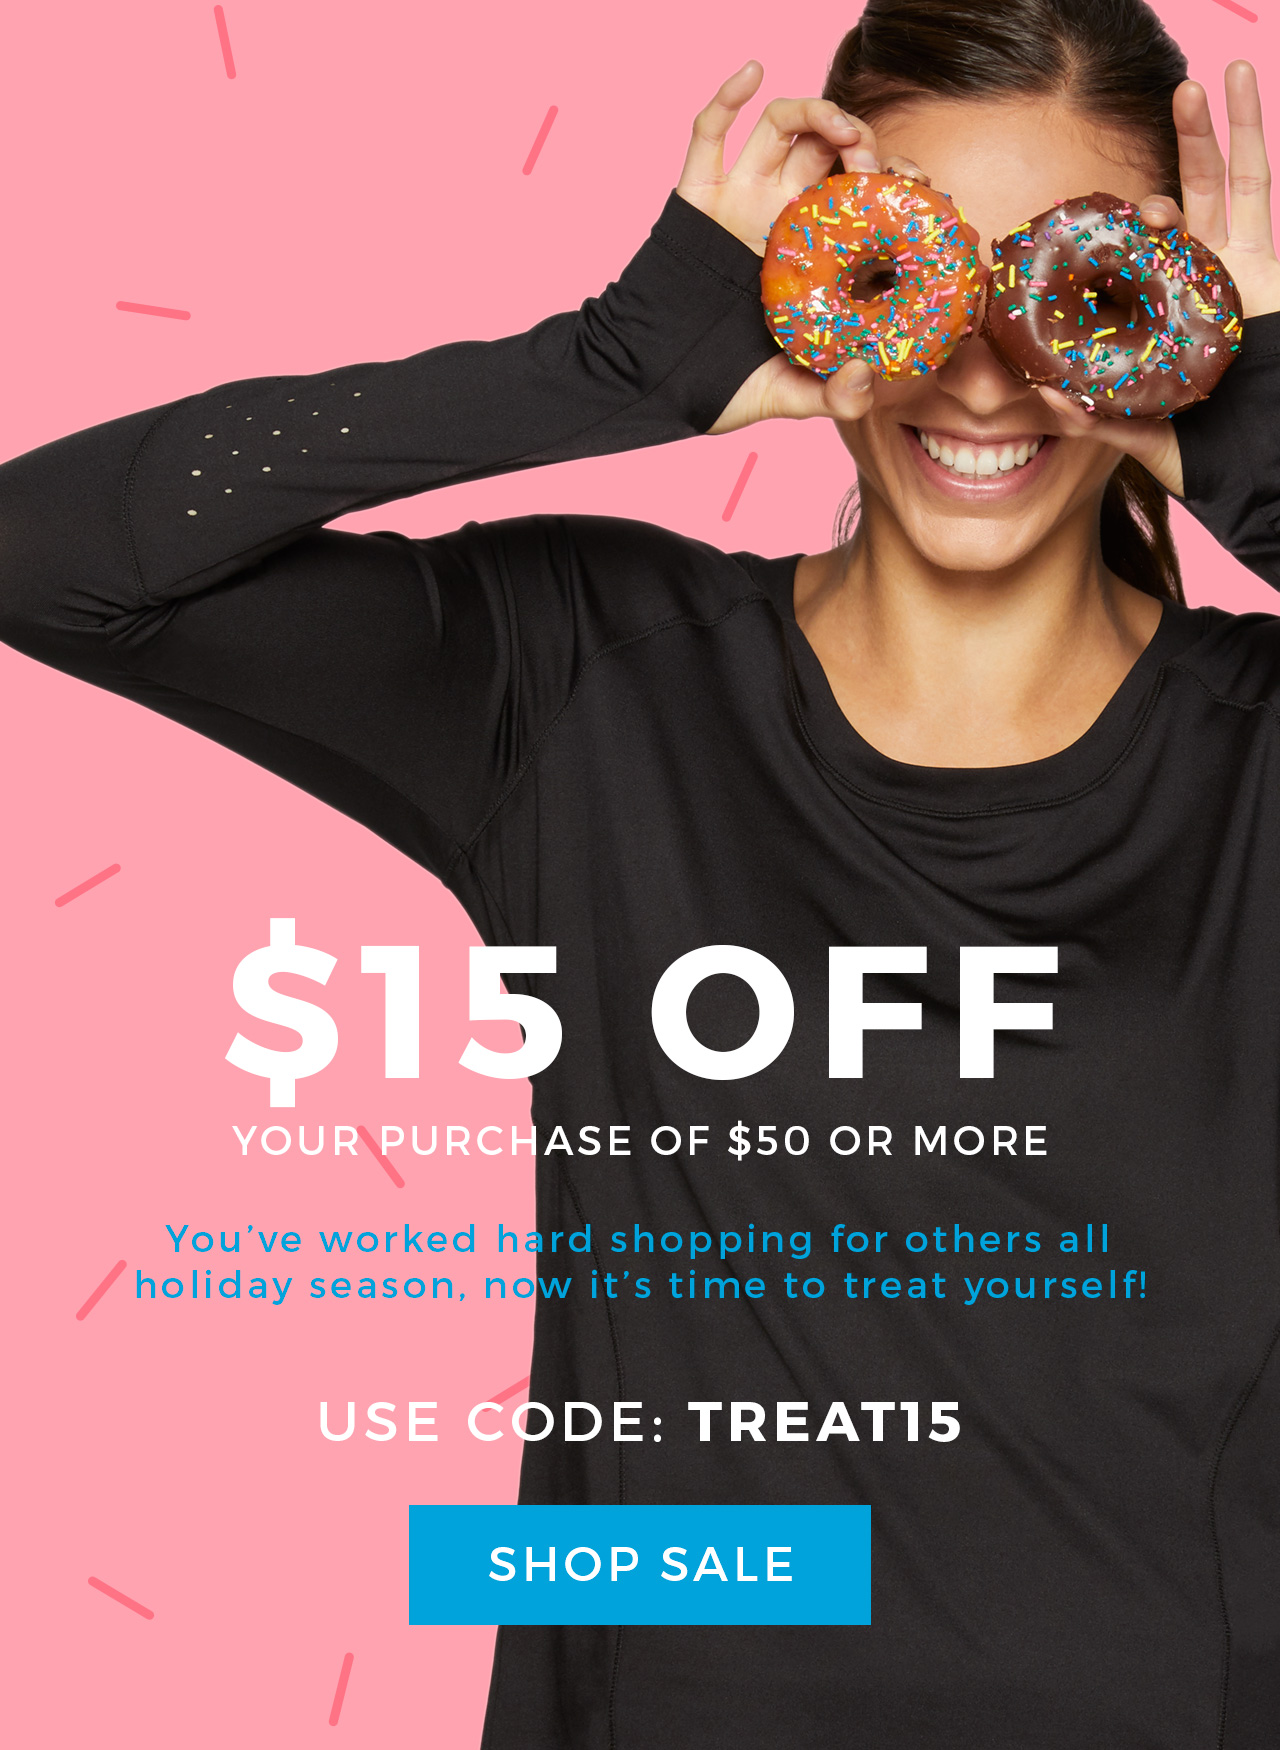 $15 OFF
YOUR PURCHASE OF $50 OR MORE
You’ve worked hard shopping for others all
holiday season, now it’s time to treat yourself!
USE CODE: TREAT15
SHOP SALE